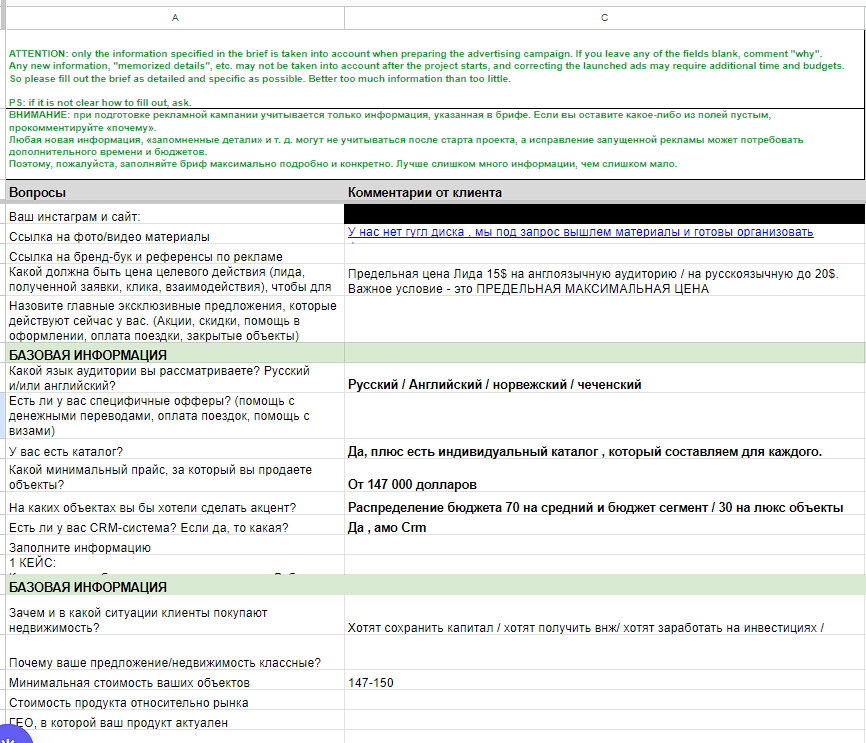 A
C
ATTENTION: only the information specified in the brief is taken into account when preparing the advertising campaign. If you leave any of the fields blank, comment "why".
Any new information, "memorized details", etc. may not be taken into account after the project starts, and correcting the launched ads may require additional time and budgets.
So please fill out the brief as detailed and specific as possible. Better too much information than too little.
PS: if it is not clear how to fill out, ask.
ВНИМАНИЕ: при подготовке рекламной кампании учитывается только информация, указанная в брифе. Если вы оставите какое-либо из полей пустым,
прокомментируйте «почему».
Любая новая информация, «запомненные детали» и т. д. могут не учитываться после старта проекта, а исправление запущенной рекламы может потребовать
дополнительного времени и бюджетов.
Поэтому, пожалуйста, заполняйте бриф максимально подробно и конкретно. Лучше слишком много информации, чем слишком мало.
Вопросы
Комментарии от клиента
Ваш инстаграм и сайт:
Ссылка на фото/видео материалы
У нас нет гугл диска , мы под запрос вышлем материалы и готовы организовать
Ссылка на бренд-бук и референсы по рекламе
Какой должна быть цена целевого действия (лида,
полученной заявки, клика, взаимодействия), чтобы для
Предельная цена Лида 15$ на англоязычную аудиторию / на русскоязычную до 20$.
Важное условие - это ПРЕДЕЛЬНАЯ МАКСИМАЛЬНАЯ ЦЕНА
Назовите главные эксклюзивные предложения, которые
действуют сейчас у вас. (Акции, скидки, помощь в
оформлении, оплата поездки, закрытые объекты)
БАЗОВАЯ ИНФОРМАЦИЯ
Какой язык аудитории вы рассматриваете? Русский
и/или английский?
Русский / Английский / норвежский / чеченский
Есть ли у вас специфичные офферы? (помощь с
денежными переводами, оплата поездок, помощь с
визами)
У вас есть каталог?
Да, плюс есть индивидуальный каталог , который составляем для каждого.
Какой минимальный прайс, за который вы продаете
объекты?
От 147 000 долларов
На каких объектах вы бы хотели сделать акцент?
Распределение бюджета 70 на средний и бюджет сегмент / 30 на люкс объекты
Есть ли у вас CRM-система? Если да, то какая?
Да , амо Crm
Заполните информацию
1 КЕЙС:
БАЗОВАЯ ИНФОРМАЦИЯ
Зачем и в какой ситуации клиенты покупают
недвижимость?
Хотят сохранить капитал / хотят получить внж/ хотят заработать на инвестициях /
Почему ваше предложение/недвижимость классные?
Минимальная стоимость ваших объектов
147-150
Стоимость продукта относительно рынка
ГЕО, в которой ваш продукт актуален